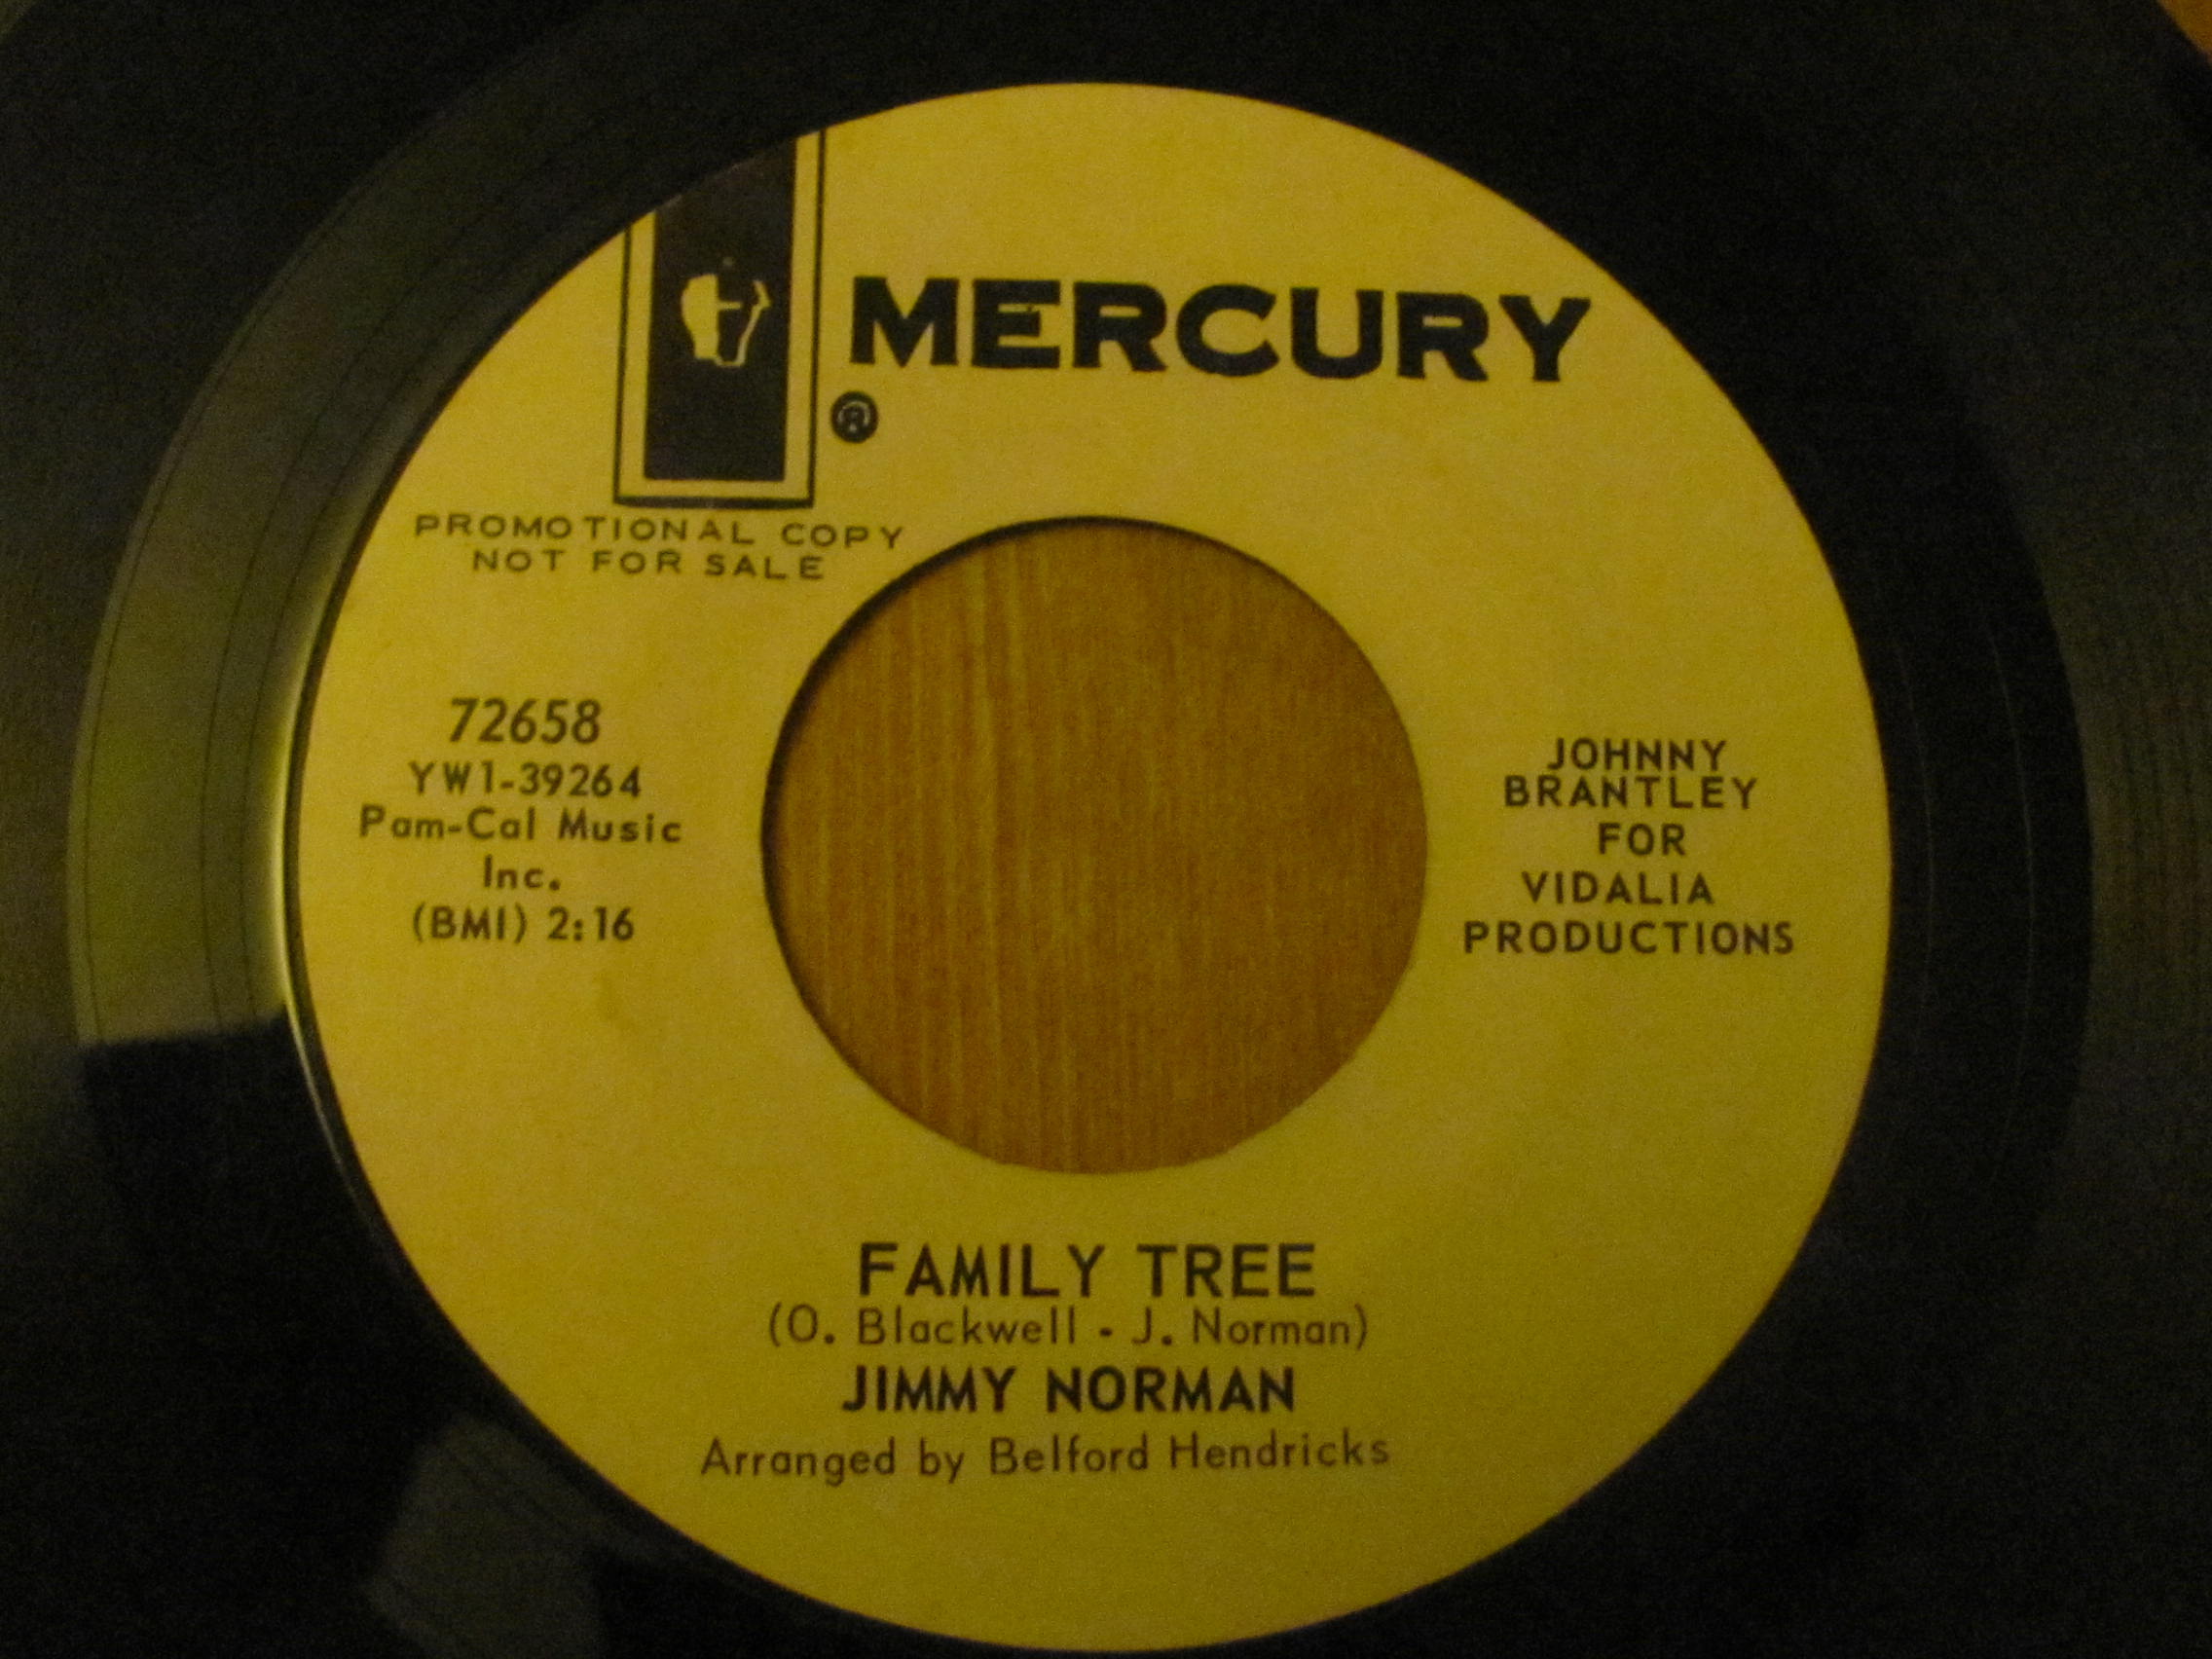 MERCURY
®
PROMOTIONAL COPY
NOT FOR SALE
72658
YW1-39264
Pam-Cal Music
Inc.
(BMI) 2:16
JOHNNY
BRANTLEY
FOR
VIDALIA
PRODUCTIONS
FAMILY TREE
(O. Blackwell - J. Norman)
JIMMY NORMAN
Arranged by Belford Hendricks